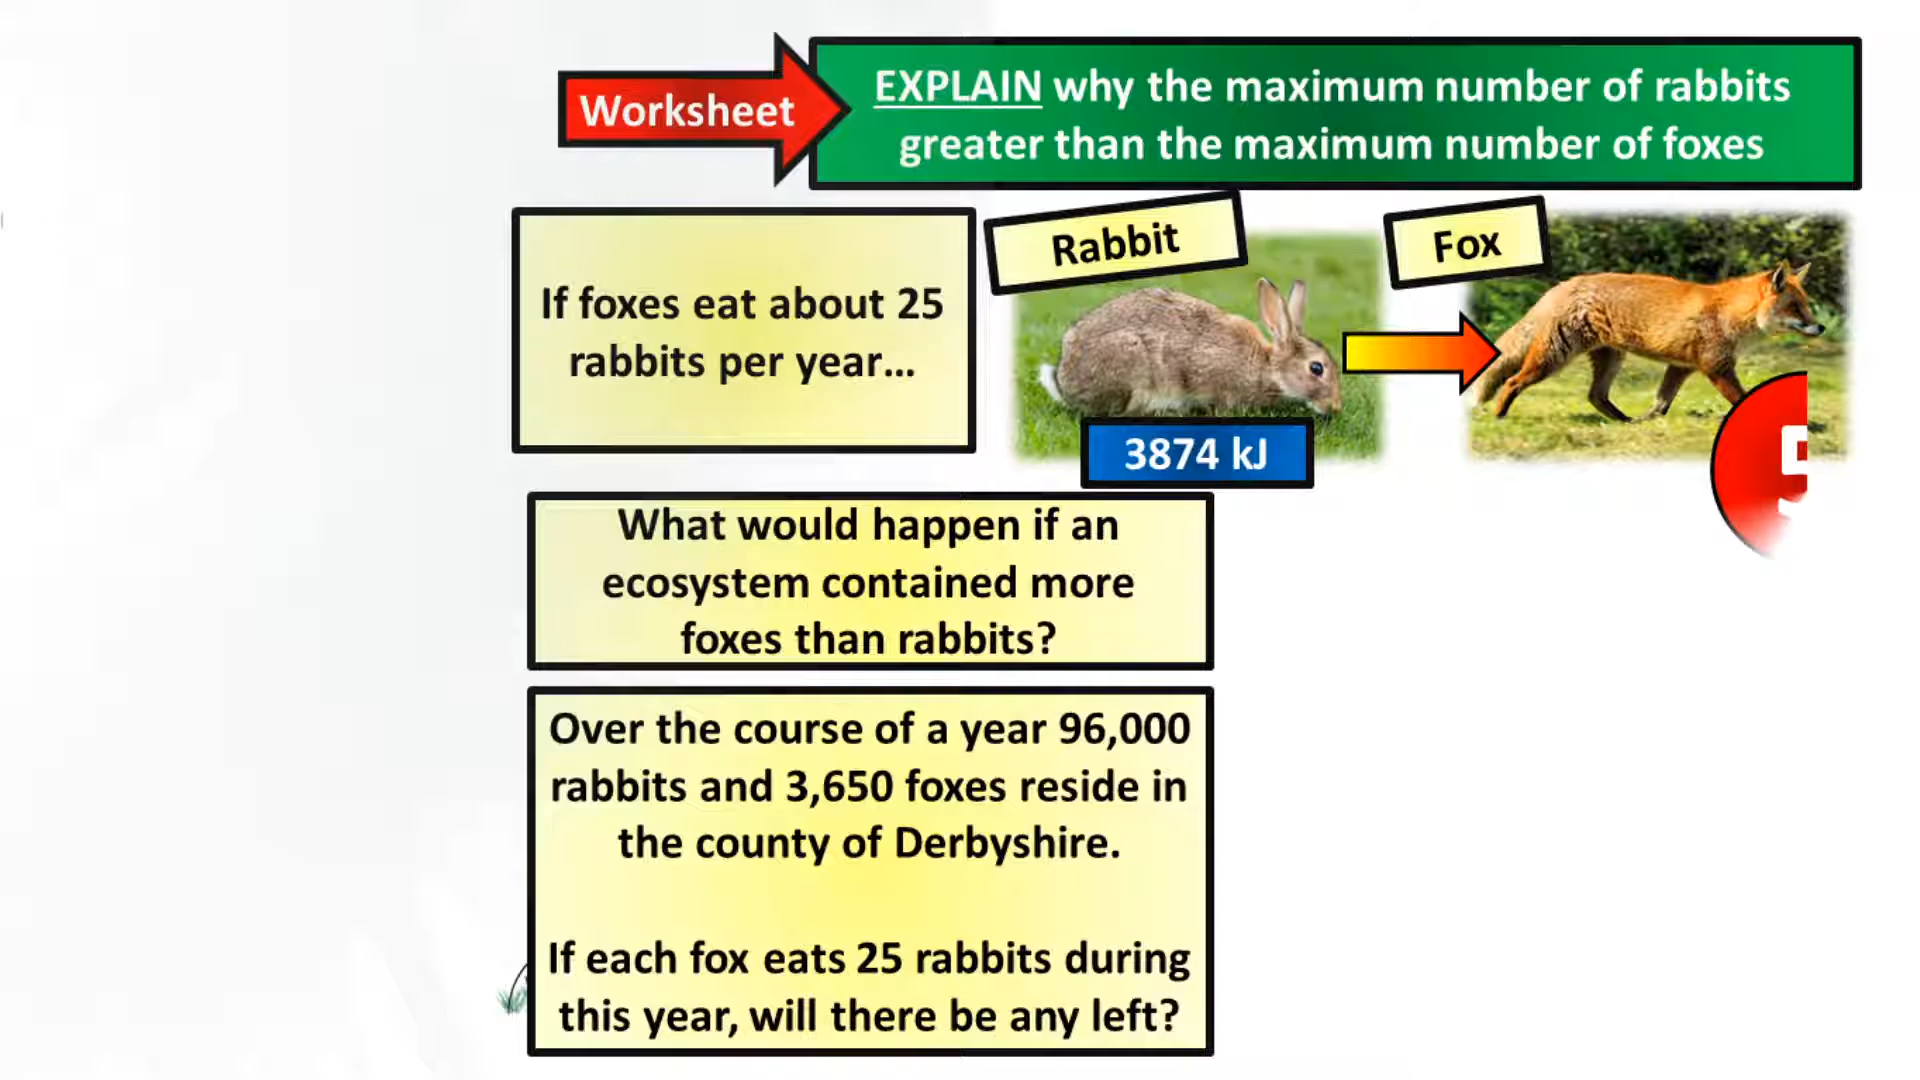 Worksheet
EXPLAIN why the maximum number of rabbits
greater than the maximum number of foxes
If foxes eat about 25
rabbits per year...
Rabbit
Fox
3874 kJ
What would happen if an
ecosystem contained more
foxes than rabbits?
Over the course of a year 96,000
rabbits and 3,650 foxes reside in
the county of Derbyshire.
If each fox eats 25 rabbits during
this year, will there be any left?